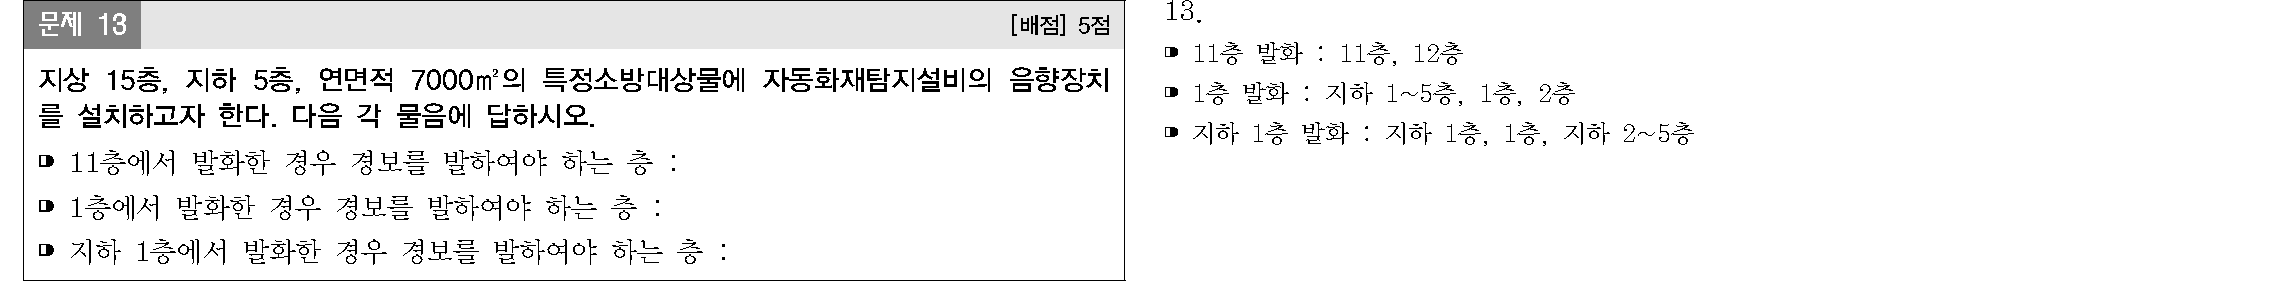 문제 13
[배점] 5점
지상 15층, 지하 5층, 연면적 7000㎡의 특정소방대상물에 자동화재탐지설비의 음향장치
를 설치하고자 한다. 다음 각 물음에 답하시오.
11층에서 발화한 경우 경보를 발하여야 하는 층 :
1층에서 발화한 경우 경보를 발하여야 하는 층 :
지하 1층에서 발화한 경우 경보를 발하여야 하는 층 :
13.
11층 발화 : 11층, 12층
1층 발화 : 지하 1~5층, 1층, 2층
지하 1층 발화 : 지하 1층, 1층, 지하 2~5층